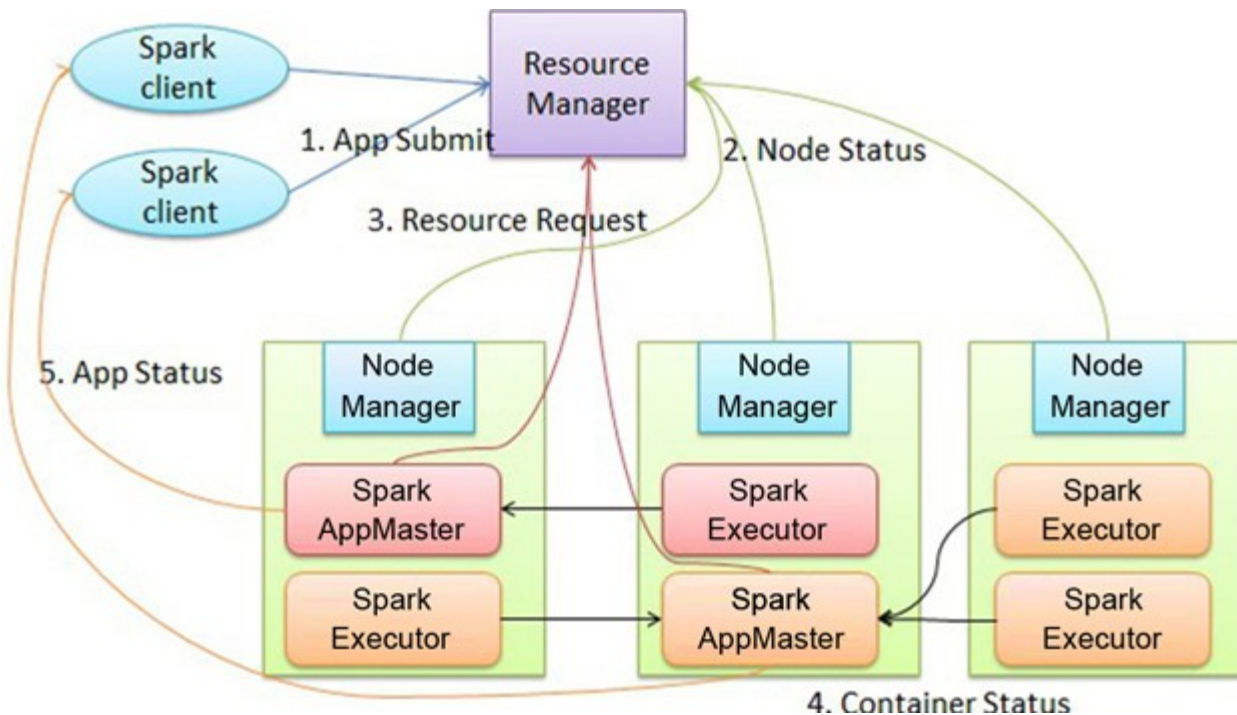 Spark
client
Resource
Manager
1. App Submit
2. Node Status
Spark
client
3. Resource Request
5. App Status
Node
Manager
Node
Manager
Node
Manager
Spark
AppMaster
Spark
Executor
Spark
Executor
Spark
Executor
Spark
AppMaster
Spark
Executor
4. Container Status